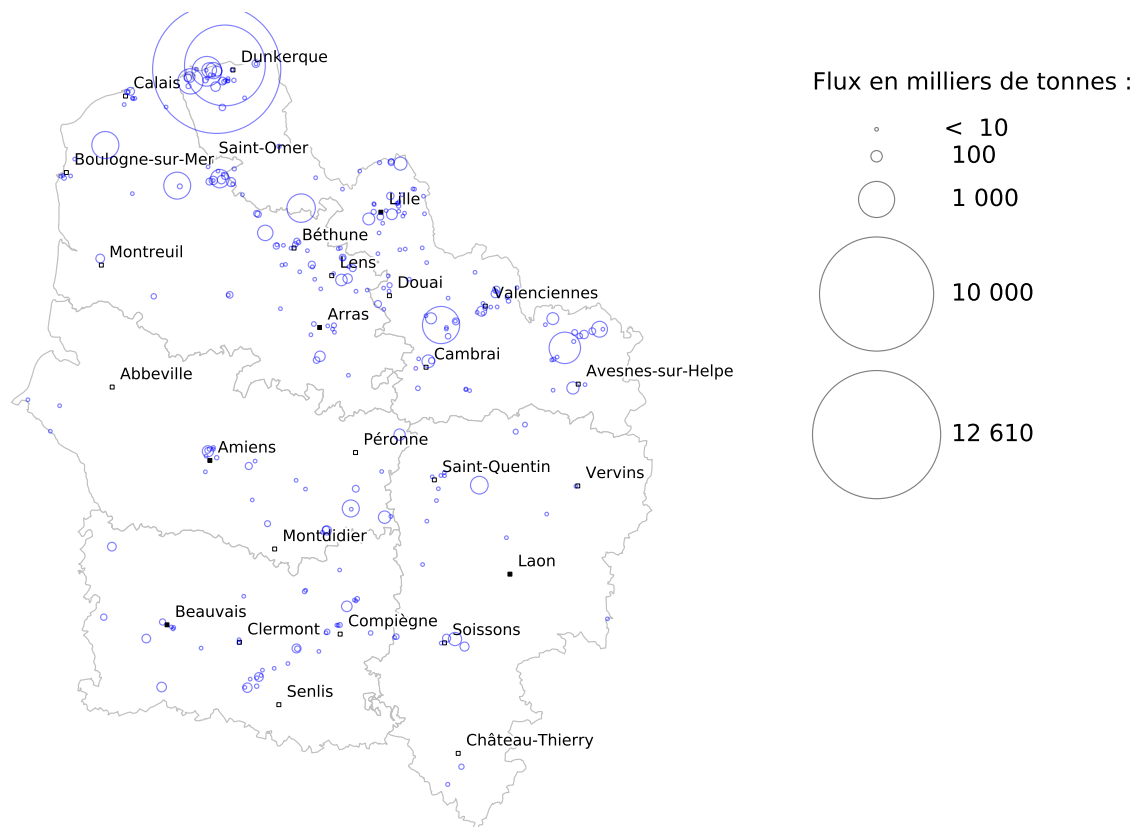 Dunkerque
Calais
Saint-Omer
Boulogne-sur-Mer
Lille
Béthune
Montreuil
Lens
Douai
Valenciennes
Arras
Cambrai
Abbeville
Avesnes-sur-Helpe
Amiens
Péronne
Saint-Quentin
Vervins
Montdidier
Laon
Beauvais
Clermont
Compiègne
Soissons
Senlis
Château-Thierry
Flux en milliers de tonnes :
< 10
100
1 000
10 000
12 610